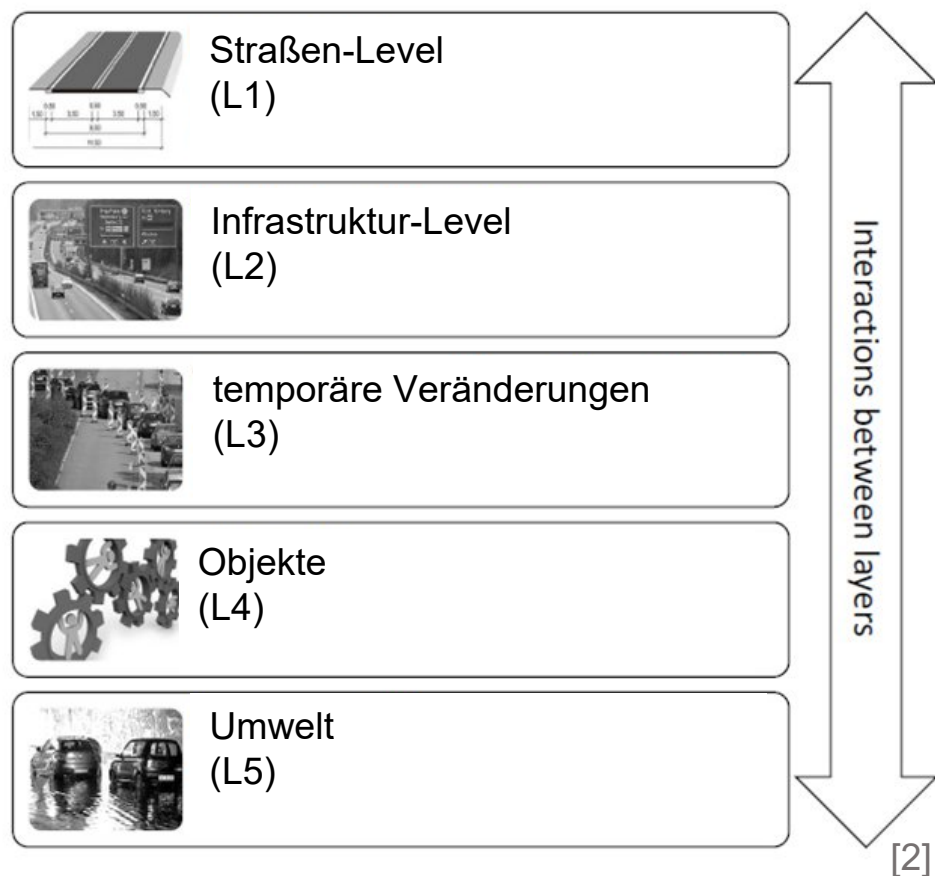 Straßen-Level
(L1)
Infrastruktur-Level
(L2)
temporäre Veränderungen
(L3)
Objekte
(L4)
Umwelt
(L5)
Interactions between layers
[2]